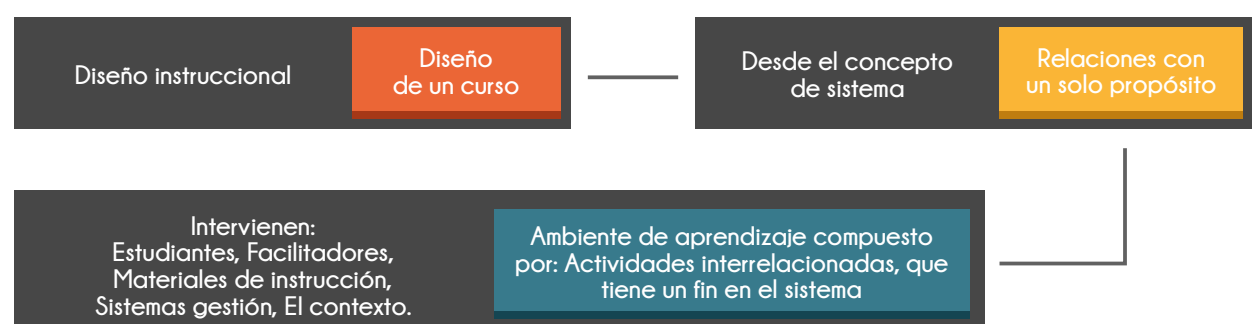 Diseño instruccional
Diseño
de un curso
Desde el concepto
de sistema
Relaciones con
un solo propósito
Intervienen:
Estudiantes, Facilitadores,
Materiales de instrucción,
Sistemas gestión, El contexto.
Ambiente de aprendizaje compuesto
por: Actividades interrelacionadas, que
tiene un fin en el sistema